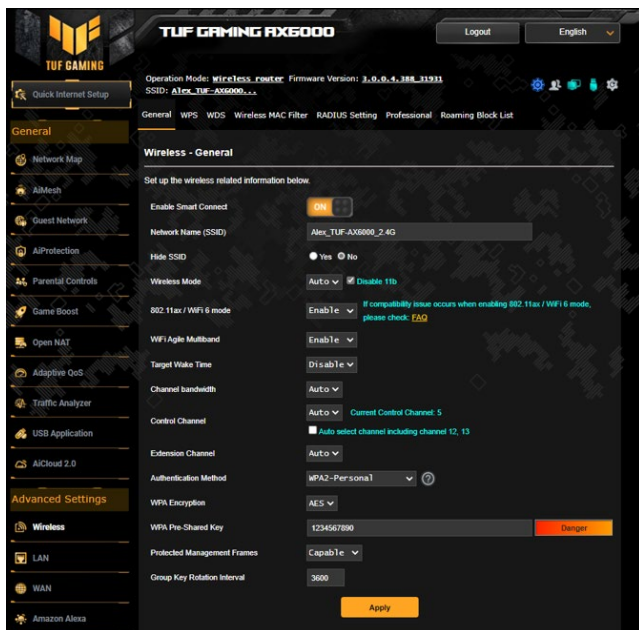 TUF GAMING
TUF GAMING AX6000
Logout
English
Quick Internet Setup
Operation Mode: Wireless router Firmware Version: 3.0.0.4.388_31931
SSID: Alex_TUF-AX6000...
General WPS WDS Wireless MAC Filter RADIUS Setting Professional Roaming Block List
General
Network Map
AiMesh
Guest Network
AiProtection
Parental Controls
Game Boost
Open NAT
Adaptive QoS
Traffic Analyzer
USB Application
AiCloud 2.0
Advanced Settings
Wireless
LAN
WAN
Amazon Alexa
Wireless - General
Set up the wireless related information below.
Enable Smart Connect ON
Network Name (SSID) Alex_TUF-AX6000_2.4G
Hide SSID Yes No
Wireless Mode Auto Disable 11b
802.11ax / WiFi 6 mode Enable If compatibility issue occurs when enabling 802.11ax / WiFi 6 mode,
please check: FAQ
WiFi Agile Multiband Enable
Target Wake Time Disable
Channel bandwidth Auto
Control Channel Auto Current Control Channel: 5
Auto select channel including channel 12, 13
Extension Channel Auto
Authentication Method WPA2-Personal ?
WPA Encryption AES
WPA Pre-Shared Key 1234567890 Danger
Protected Management Frames Capable
Group Key Rotation Interval 3600
Apply